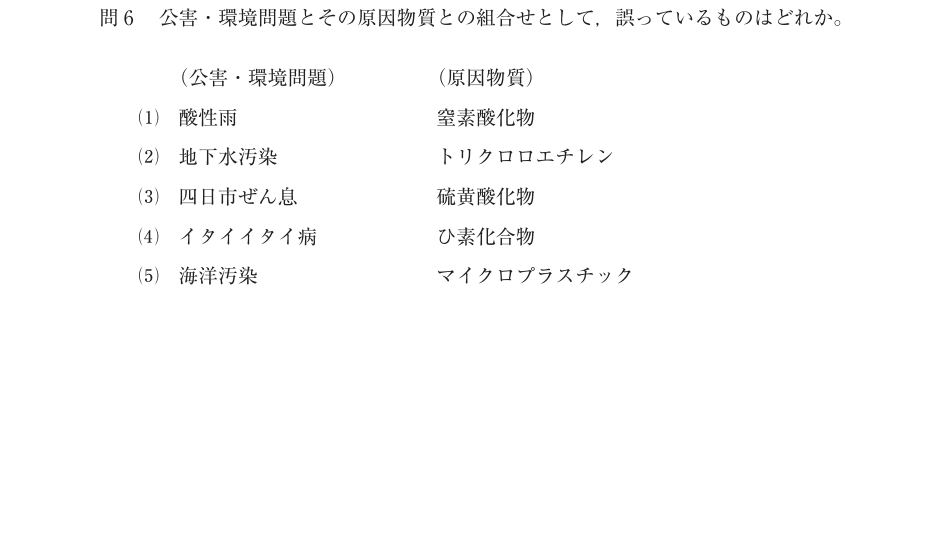 問6 公害・環境問題とその原因物質との組合せとして，誤っているものはどれか。
（公害・環境問題） （原因物質）
⑴ 酸性雨 窒素酸化物
⑵ 地下水汚染 トリクロロエチレン
⑶ 四日市ぜん息 硫黄酸化物
⑷ イタイイタイ病 ひ素化合物
⑸ 海洋汚染 マイクロプラスチック